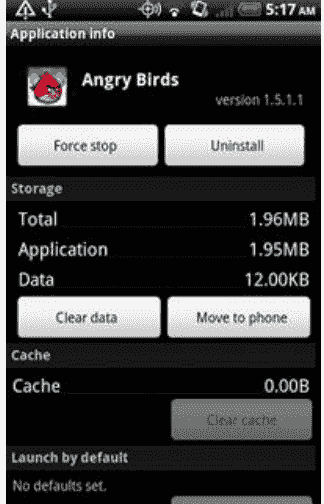 5:17 AM
Application info
Angry Birds
version 1.5.1.1
Force stop Uninstall
Storage
Total 1.96MB
Application 1.95MB
Data 12.00KB
Clear data Move to phone
Cache
Cache 0.00B
Clear cache
Launch by default
No defaults set.